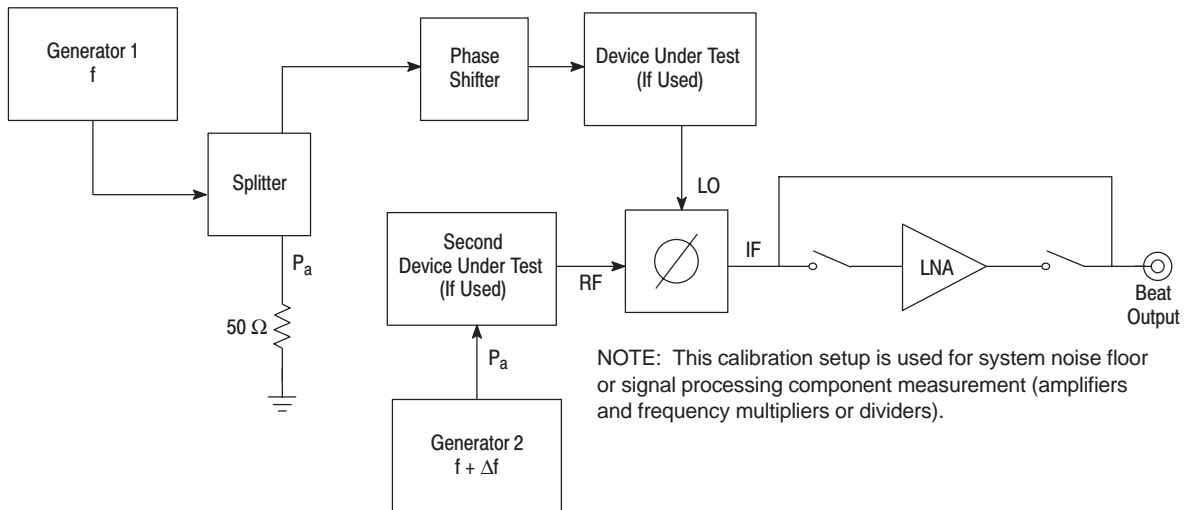 Generator 1
f
Splitter
Pa
50 Ω
Phase
Shifter
Device Under Test
(If Used)
LO
Second
Device Under Test
(If Used)
RF
IF
LNA
Beat
Output
Pa
Generator 2
f + Δf
NOTE: This calibration setup is used for system noise floor
or signal processing component measurement (amplifiers
and frequency multipliers or dividers).